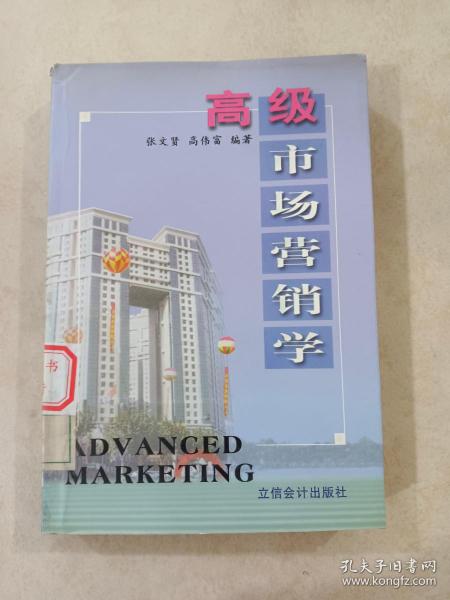 高级
市场营销学
张文贤 高伟富 编著
书
ADVANCED
MARKETING
立信会计出版社
孔夫子旧书网
www.kongfz.com